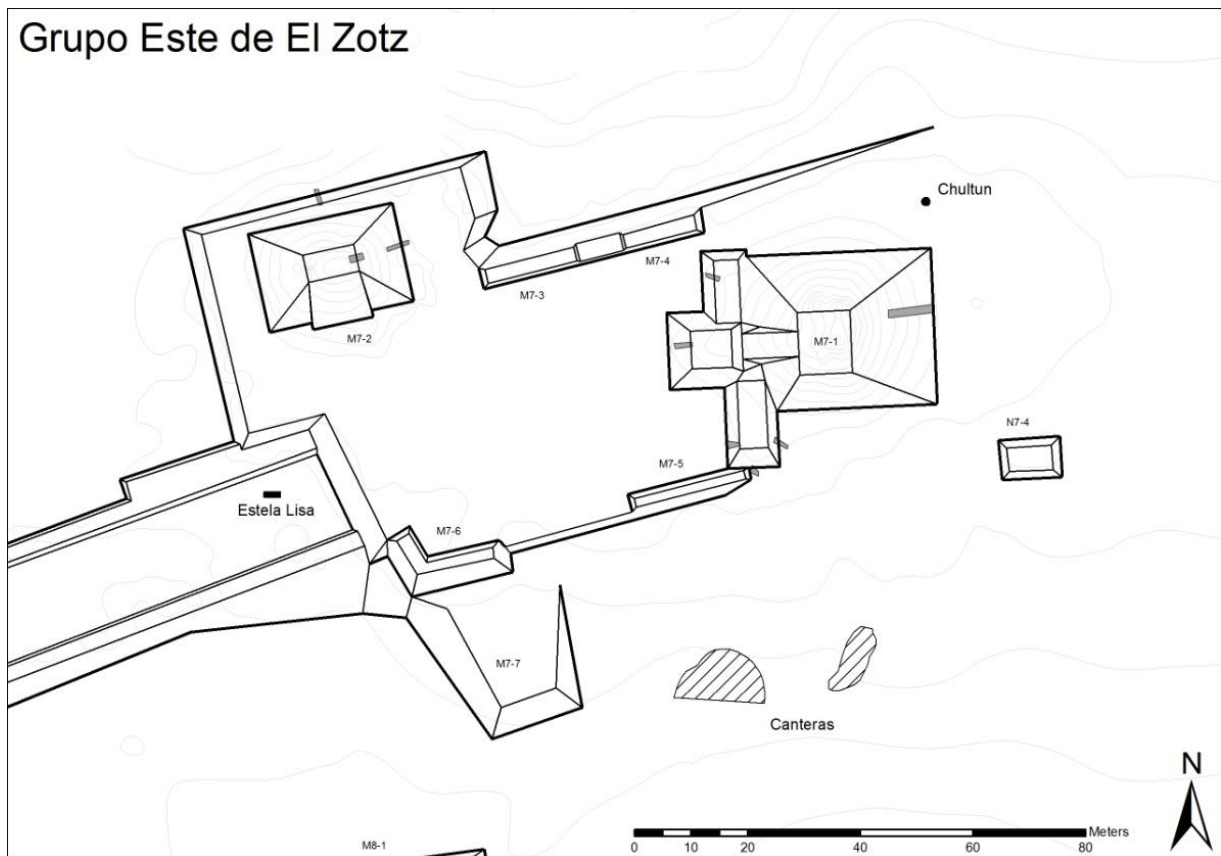 Grupo Este de El Zotz
Chultun
M7-4
M7-3
M7-2
M7-1
N7-4
M7-5
Estela Lisa
M7-6
M7-7
Canteras
N
Meters
0 10 20 40 60 80
M8-1